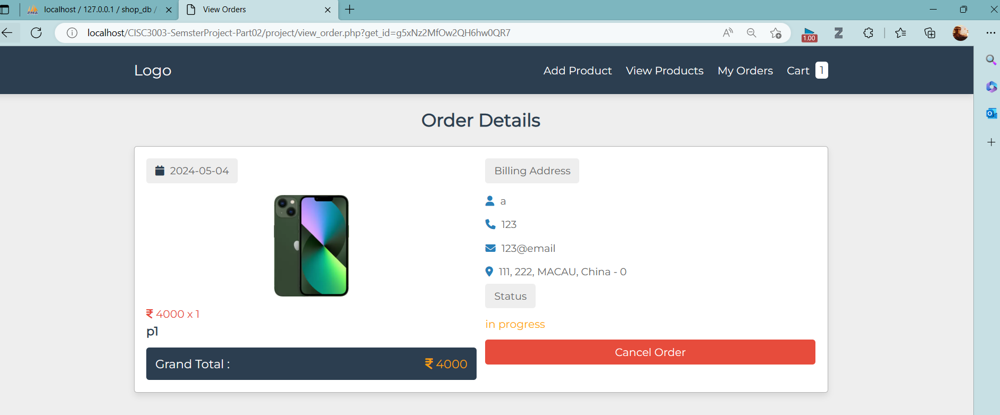 localhost / 127.0.0.1 / shop_db /
View Orders
localhost/CISC3003-SemsterProject-Part02/project/view_order.php?get_id=g5xNz2MfOw2QH6hw0QR7
1.00
Logo
Add Product
View Products
My Orders
Cart 1
Order Details
2024-05-04
Billing Address
a
123
123@email
111, 222, MACAU, China - 0
Status
in progress
Cancel Order
₹ 4000 x 1
p1
Grand Total : ₹ 4000